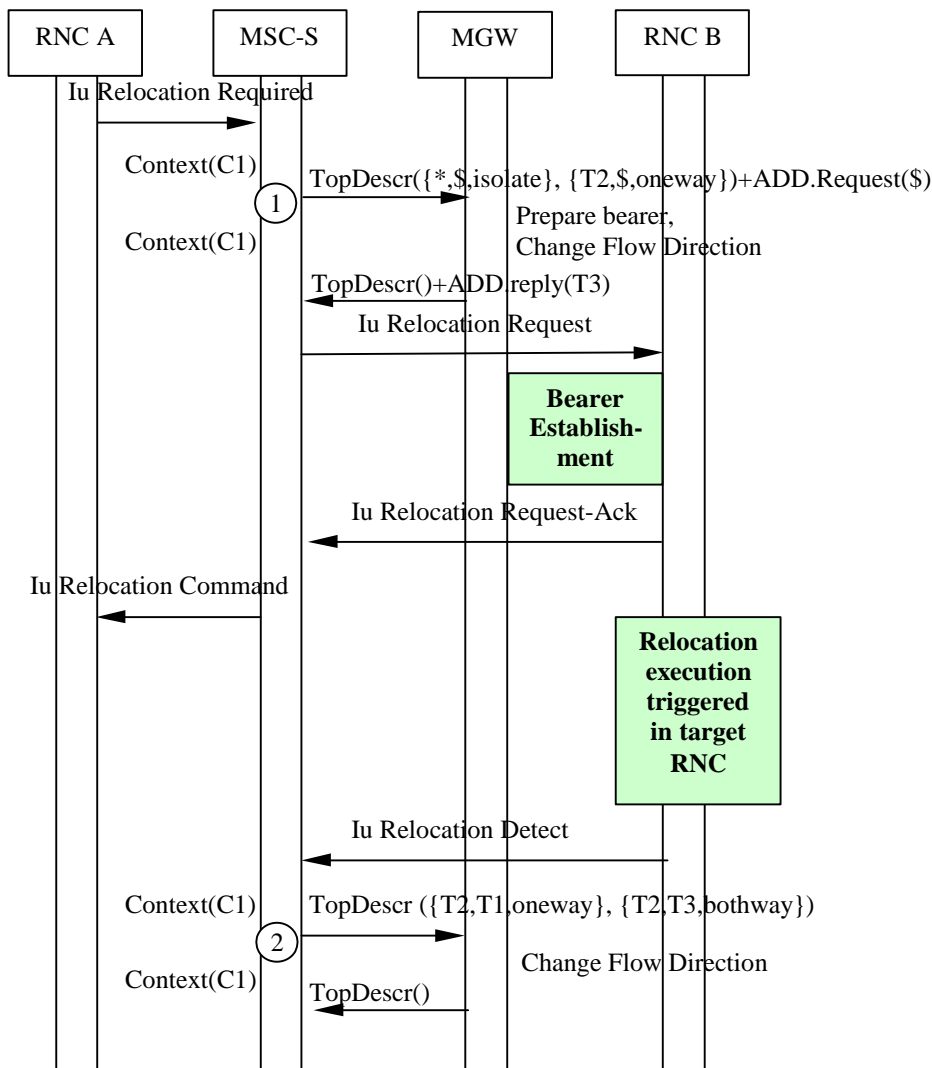 RNC A
MSC-S
MGW
RNC B
Iu Relocation Required
Context(C1)
TopDescr({*,$,isolate}, {T2,$,oneway})+ADD.Request($)
1
Prepare bearer,
Change Flow Direction
Context(C1)
TopDescr()+ADD.reply(T3)
Iu Relocation Request
Bearer
Establish-
ment
Iu Relocation Request-Ack
Iu Relocation Command
Relocation
execution
triggered
in target
RNC
Iu Relocation Detect
Context(C1)
TopDescr ({T2,T1,oneway}, {T2,T3,bothway})
2
Change Flow Direction
Context(C1)
TopDescr()